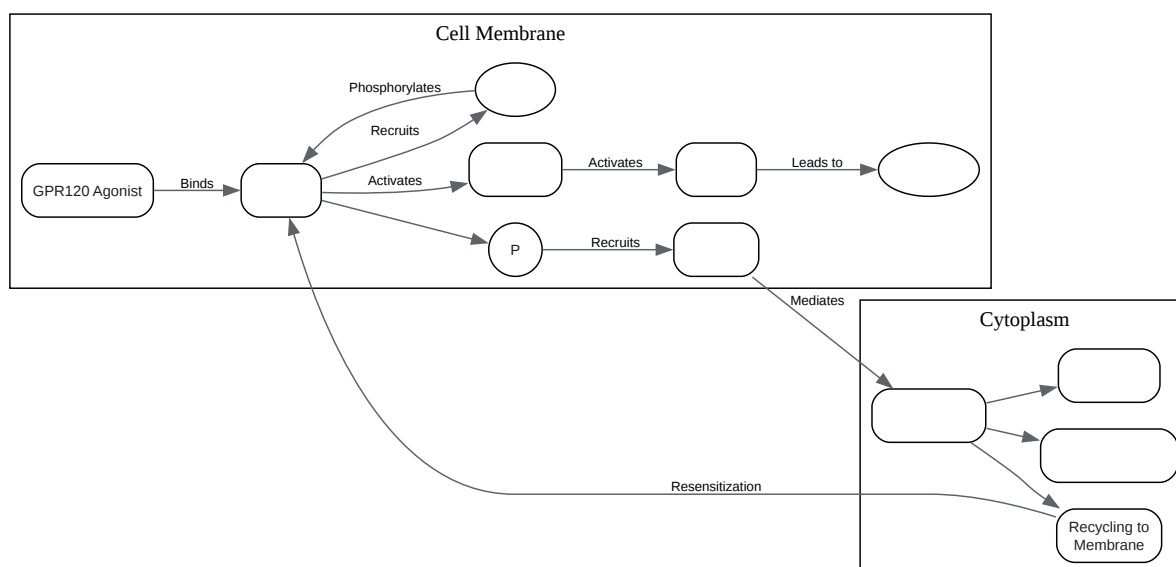 Cell Membrane
Phosphorylates
Recruits
GPR120 Agonist
Binds
Activates
Activates
Leads to
P
Recruits
Mediates
Cytoplasm
Resensitization
Recycling to
Membrane